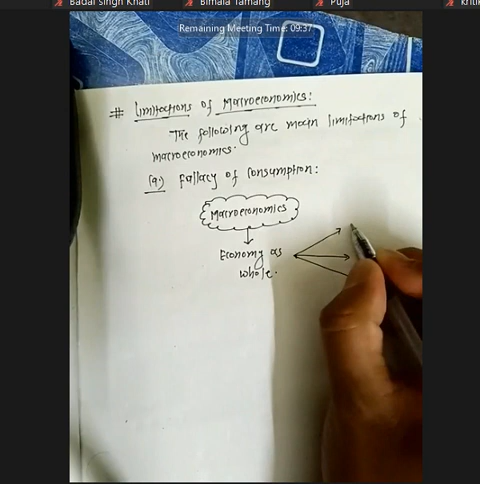 Badal singh Khati
Bimala Tamang
Puja
kritik
Remaining Meeting Time: 09:37
# Limitations of Macroeconomics:
The following are main limitations of
macroeconomics.
(a) Fallacy of Consumption:
Macroeconomics
Economy as
whole.